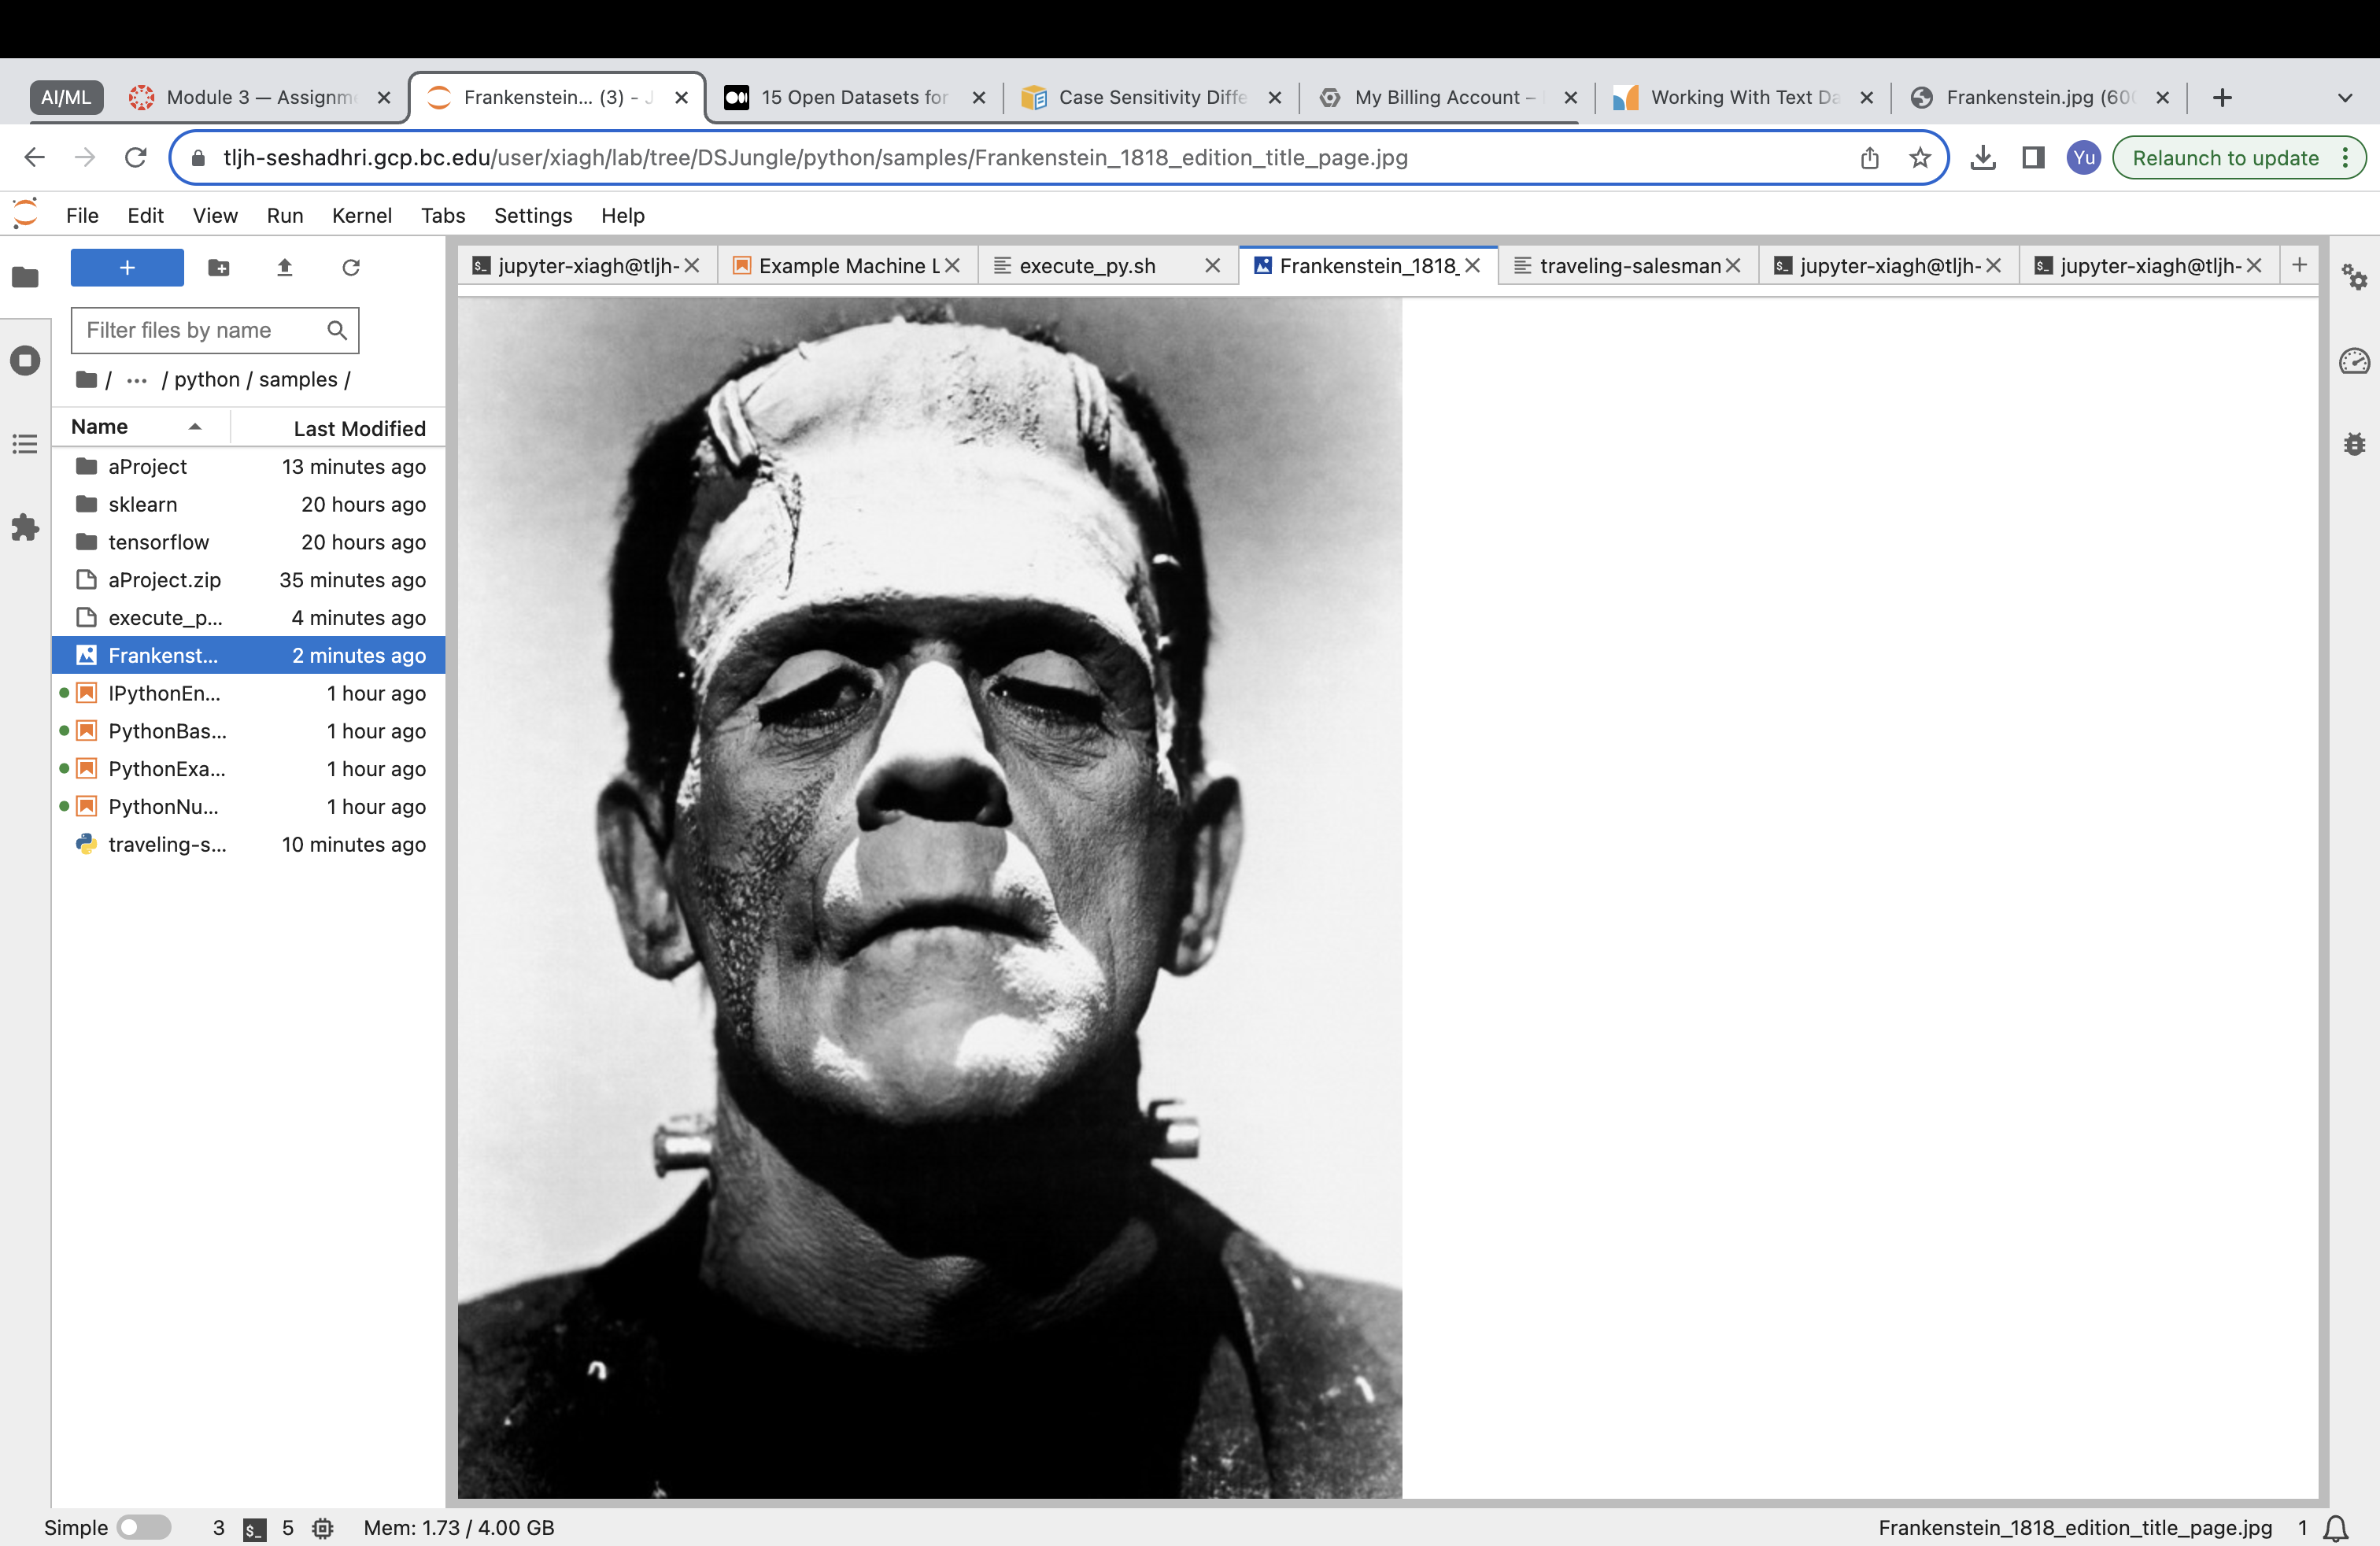 AI/ML Module 3 — Assignm Frankenstein... (3) - J 15 Open Datasets for Case Sensitivity Diffe My Billing Account – Working With Text Da Frankenstein.jpg (600
tljh-seshadhri.gcp.bc.edu/user/xiagh/lab/tree/DSJungle/python/samples/Frankenstein_1818_edition_title_page.jpg Yu Relaunch to update
File Edit View Run Kernel Tabs Settings Help
+ jupyter-xiagh@tljh- Example Machine L execute_py.sh Frankenstein_1818_ traveling-salesman jupyter-xiagh@tljh- jupyter-xiagh@tljh- +
Filter files by name
/ ··· / python / samples /
Name Last Modified
aProject 13 minutes ago
sklearn 20 hours ago
tensorflow 20 hours ago
aProject.zip 35 minutes ago
execute_p... 4 minutes ago
Frankenst... 2 minutes ago
IPythonEn... 1 hour ago
PythonBas... 1 hour ago
PythonExa... 1 hour ago
PythonNu... 1 hour ago
traveling-s... 10 minutes ago
Simple 3 $_ 5 Mem: 1.73 / 4.00 GB Frankenstein_1818_edition_title_page.jpg 1